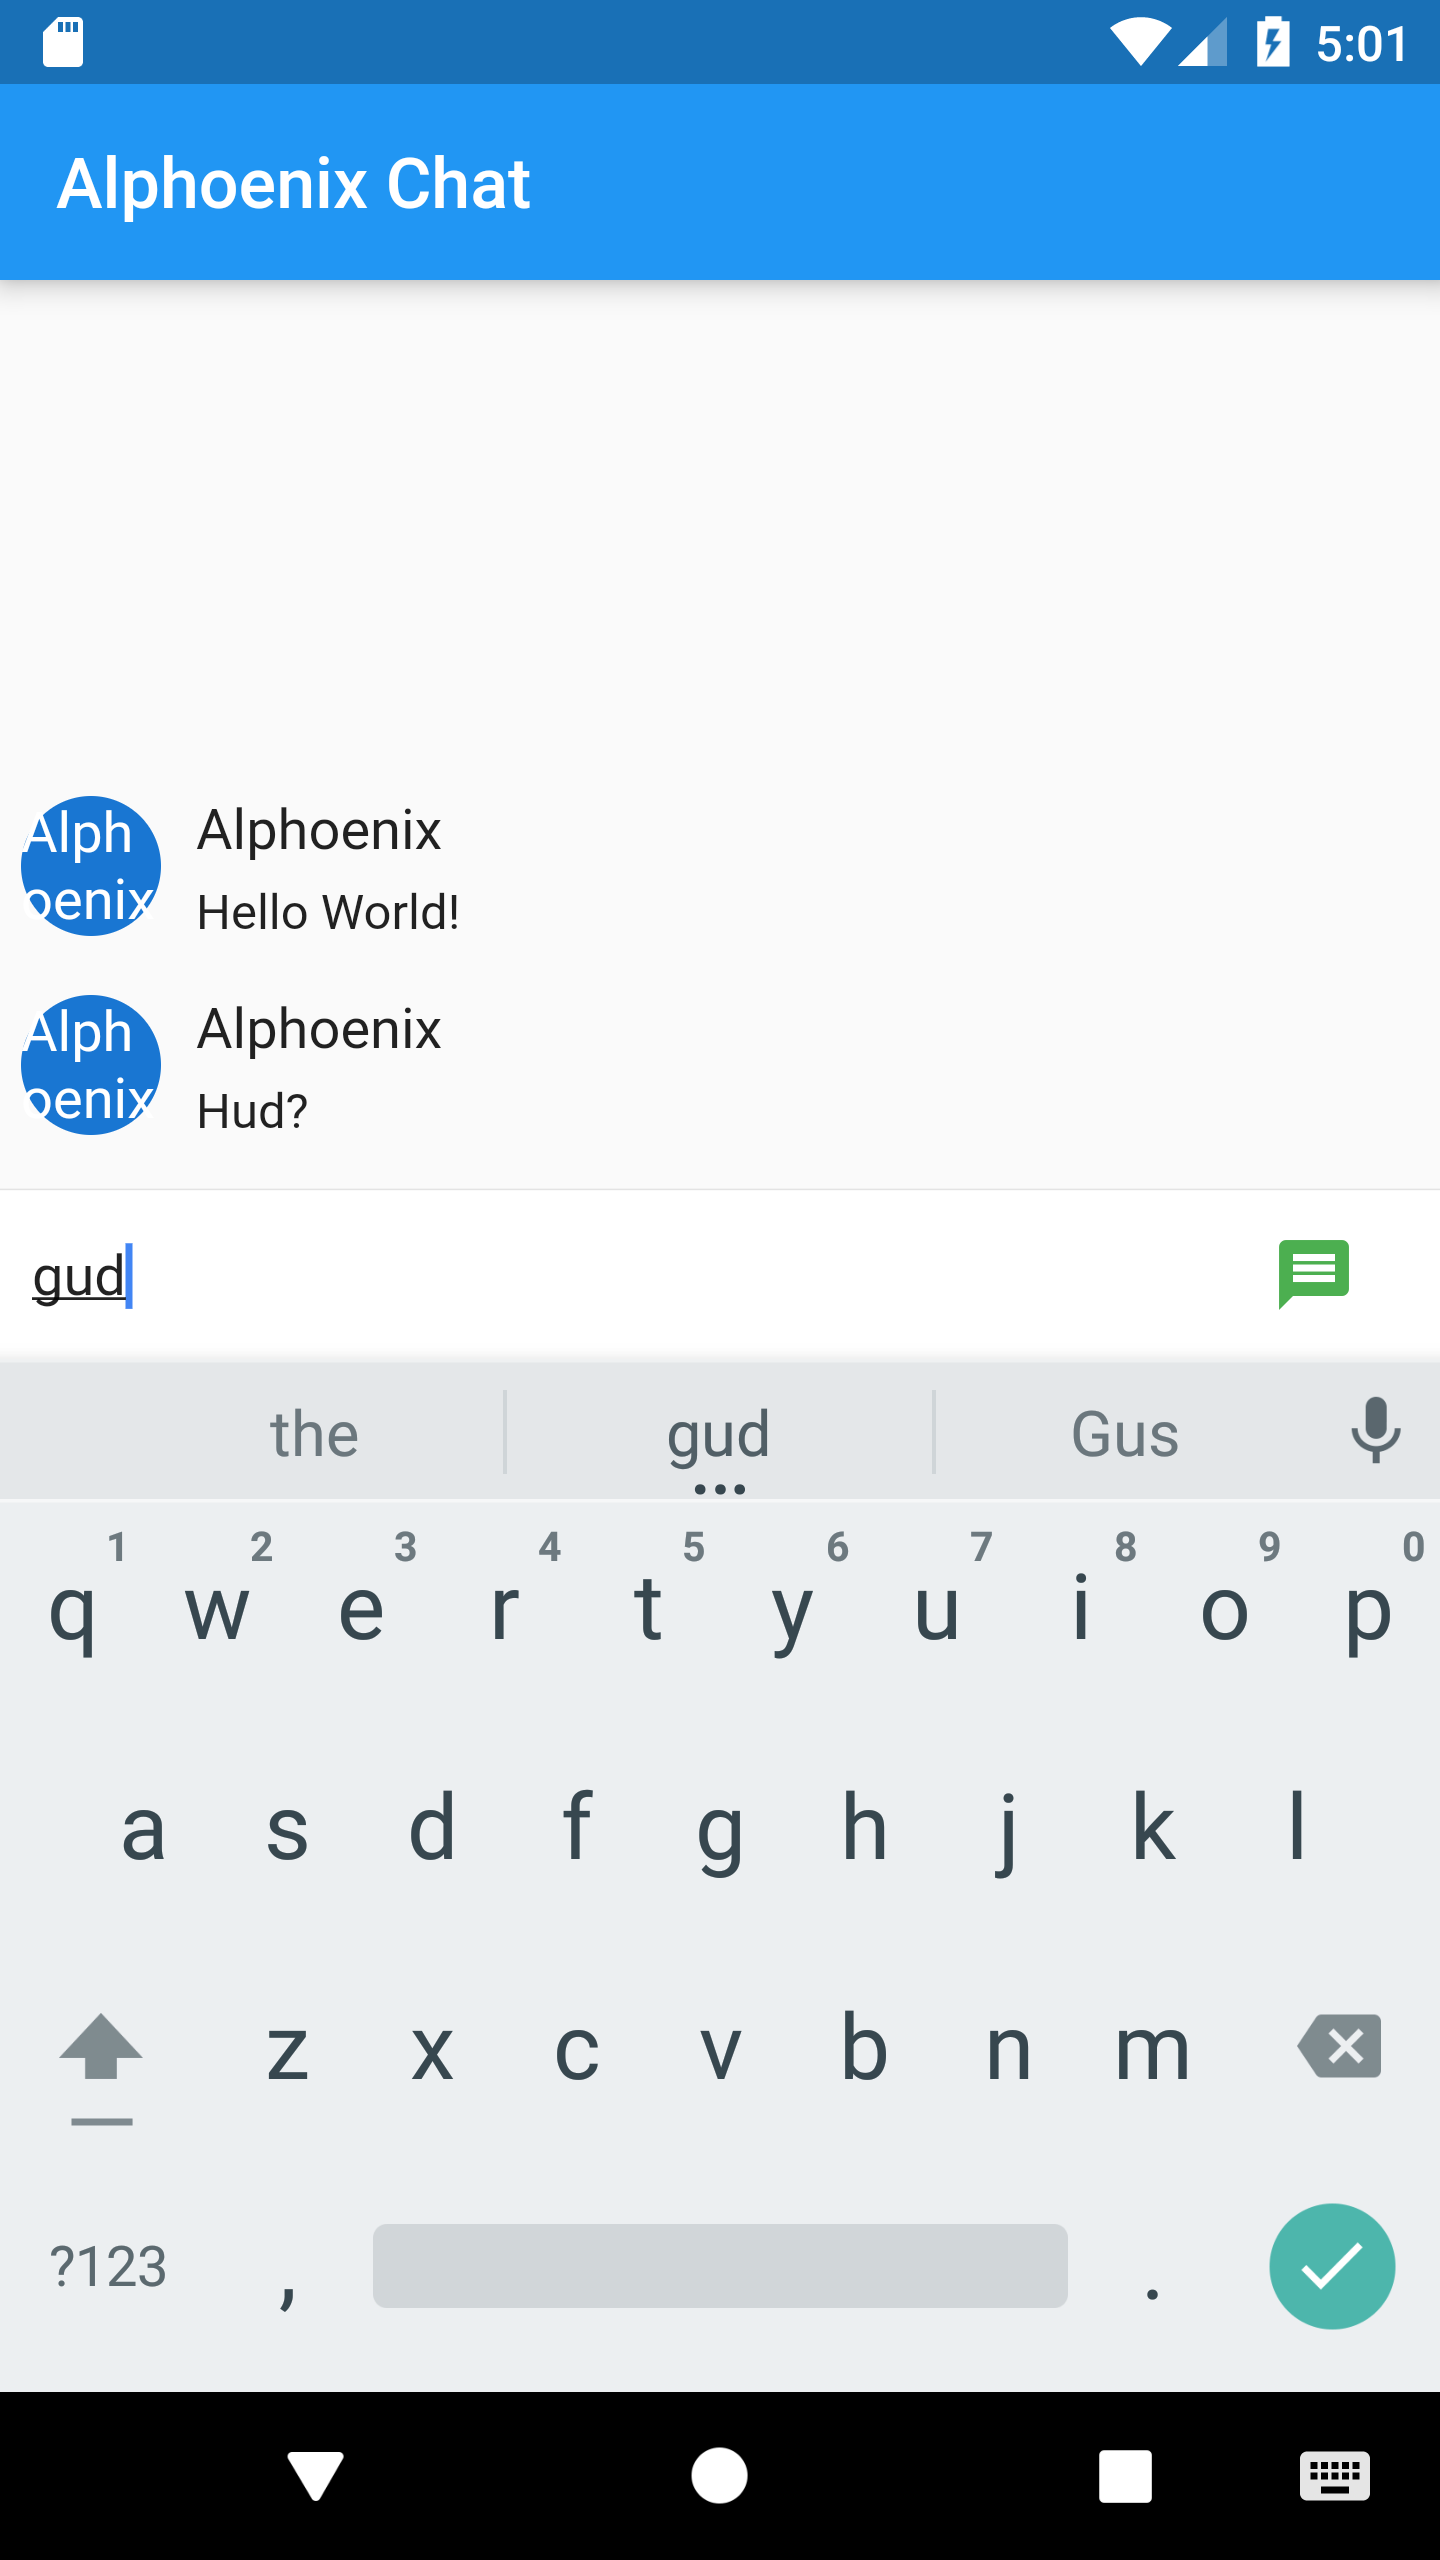 5:01
Alphoenix Chat
Alph
oenix
Alphoenix
Hello World!
Alph
oenix
Alphoenix
Hud?
gud
the gud Gus
1 2 3 4 5 6 7 8 9 0
q w e r t y u i o p
a s d f g h j k l
z x c v b n m
?123 , .